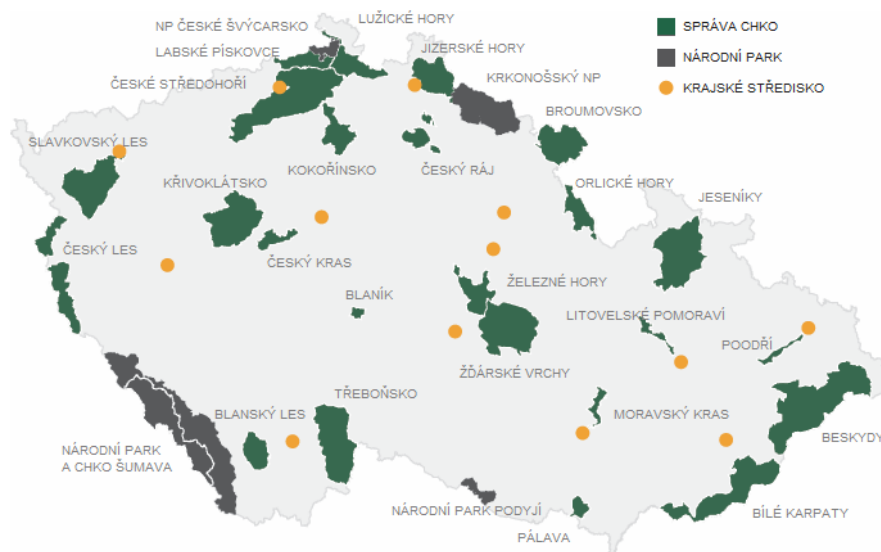 LUŽICKÉ HORY
NP ČESKÉ ŠVÝCARSKO
SPRÁVA CHKO
LABSKÉ PÍSKOVCE
JIZERSKÉ HORY
NÁRODNÍ PARK
ČESKÉ STŘEDOHOŘÍ
KRKONOŠSKÝ NP
KRAJSKÉ STŘEDISKO
BROUMOVSKO
SLAVKOVSKÝ LES
KOKOŘÍNSKO
ČESKÝ RÁJ
KŘIVOKLÁTSKO
ORLICKÉ HORY
JESENÍKY
ČESKÝ LES
ČESKÝ KRAS
ŽELEZNÉ HORY
BLANÍK
LITOVELSKÉ POMORAVÍ
POODŘÍ
ŽĎÁRSKÉ VRCHY
TŘEBOŇSKO
BLANSKÝ LES
MORAVSKÝ KRAS
BESKYDY
NÁRODNÍ PARK
A CHKO ŠUMAVA
NÁRODNÍ PARK PODYJÍ
BÍLÉ KARPATY
PÁLAVA